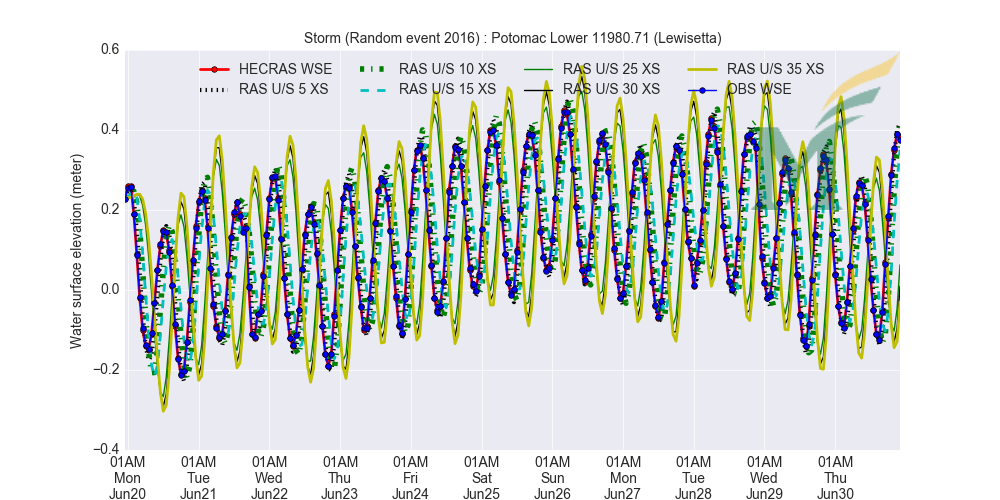 Storm (Random event 2016) : Potomac Lower 11980.71 (Lewisetta)
0.6
HECRAS WSE RAS U/S 10 XS RAS U/S 25 XS RAS U/S 35 XS
RAS U/S 5 XS RAS U/S 15 XS RAS U/S 30 XS OBS WSE
0.4
0.2
0.0
−0.2
−0.4
Water surface elevation (meter)
01AM 01AM 01AM 01AM 01AM 01AM 01AM 01AM 01AM 01AM 01AM
Mon Tue Wed Thu Fri Sat Sun Mon Tue Wed Thu
Jun20 Jun21 Jun22 Jun23 Jun24 Jun25 Jun26 Jun27 Jun28 Jun29 Jun30